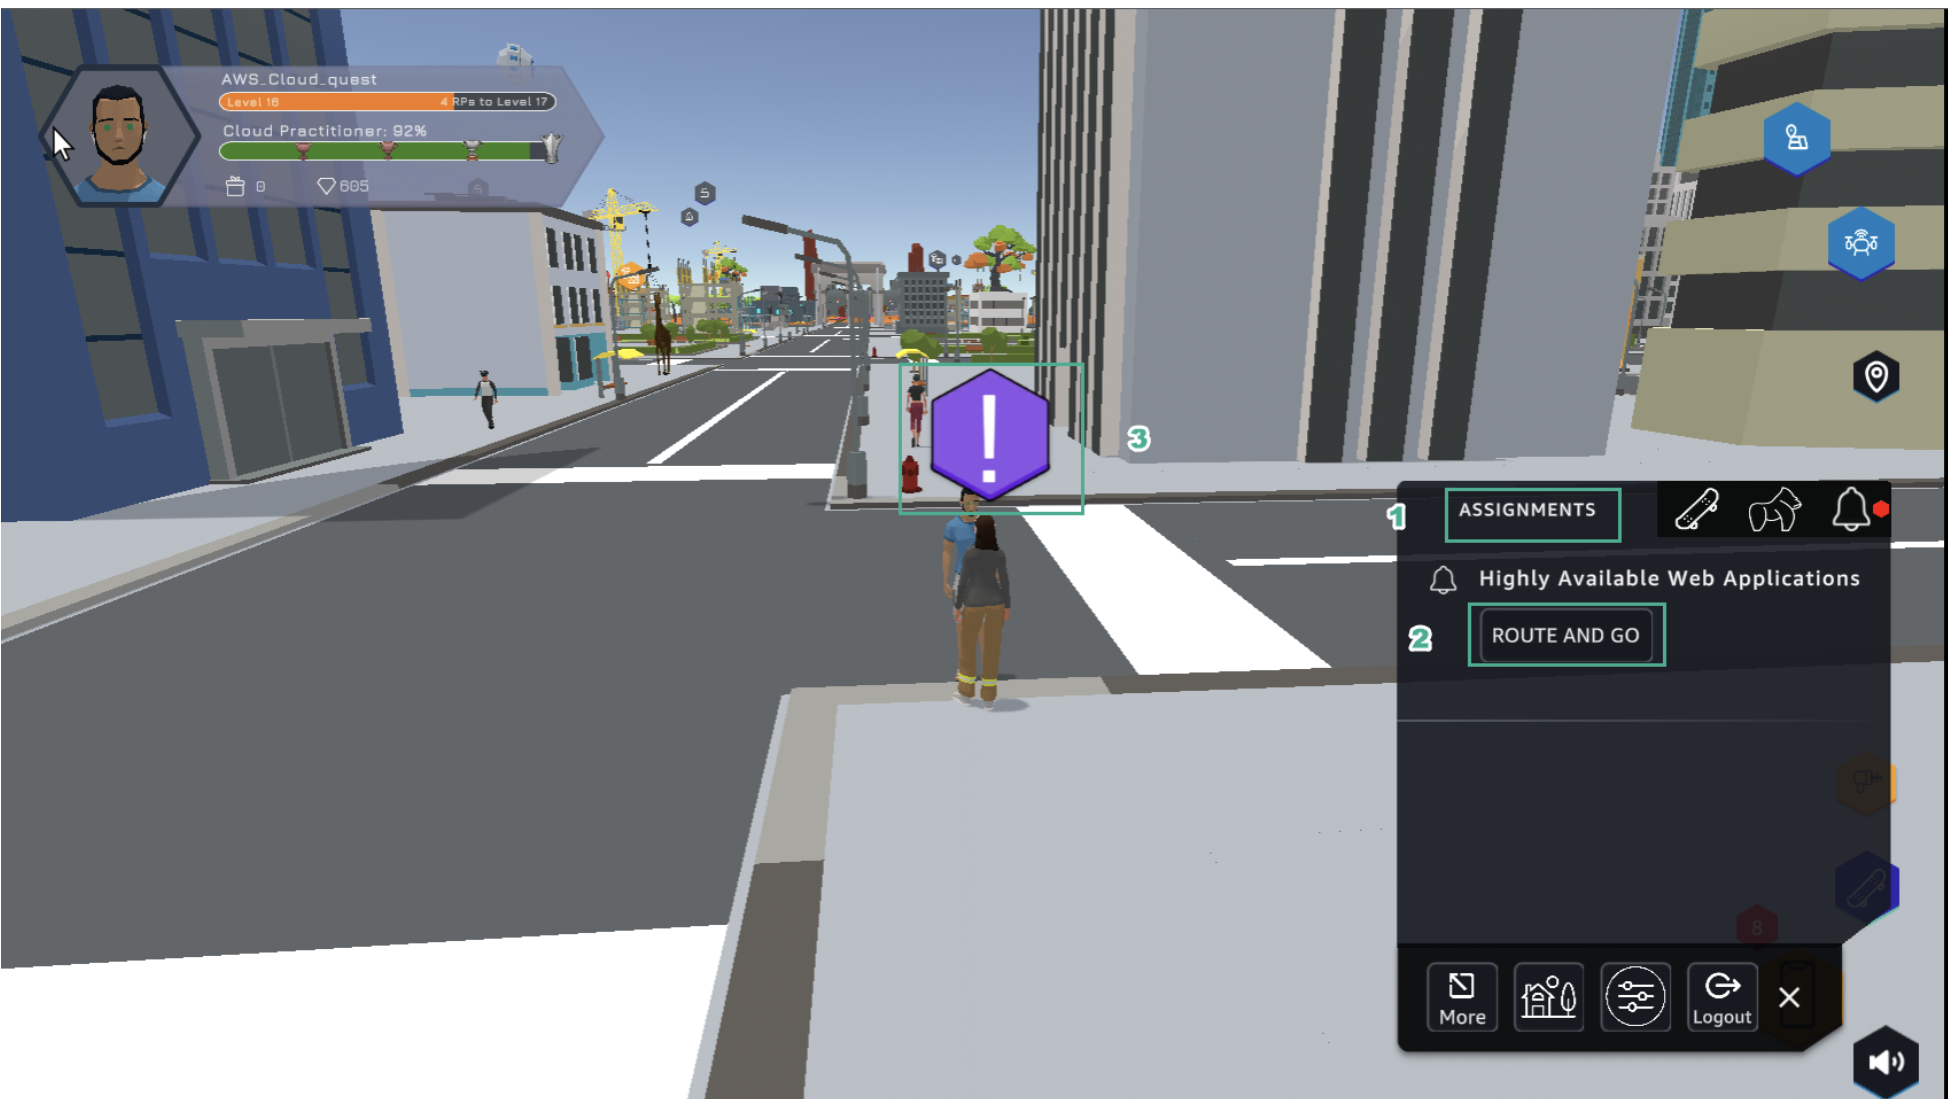 AWS_Cloud_quest
Level 16 4 RPs to Level 17
Cloud Practitioner: 92%
0 605
S
!
3
1 ASSIGNMENTS
Highly Available Web Applications
2 ROUTE AND GO
8
More
Logout